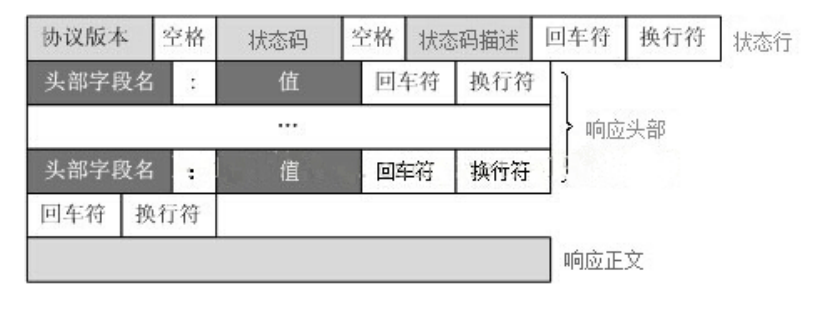 协议版本 空格 状态码 空格 状态码描述 回车符 换行符 状态行
头部字段名 : 值 回车符 换行符
...
响应头部
头部字段名 : 值 回车符 换行符
回车符 换行符
响应正文